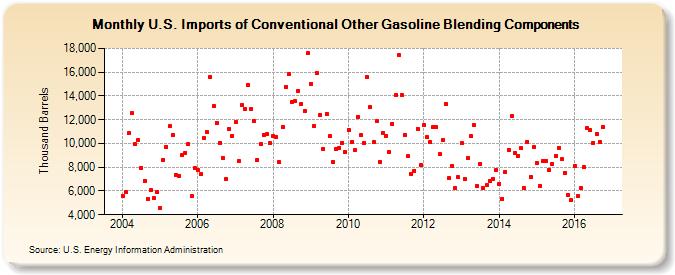 Monthly U.S. Imports of Conventional Other Gasoline Blending Components
Thousand Barrels
18,000
16,000
14,000
12,000
10,000
8,000
6,000
4,000
2004 2006 2008 2010 2012 2014 2016
Source: U.S. Energy Information Administration